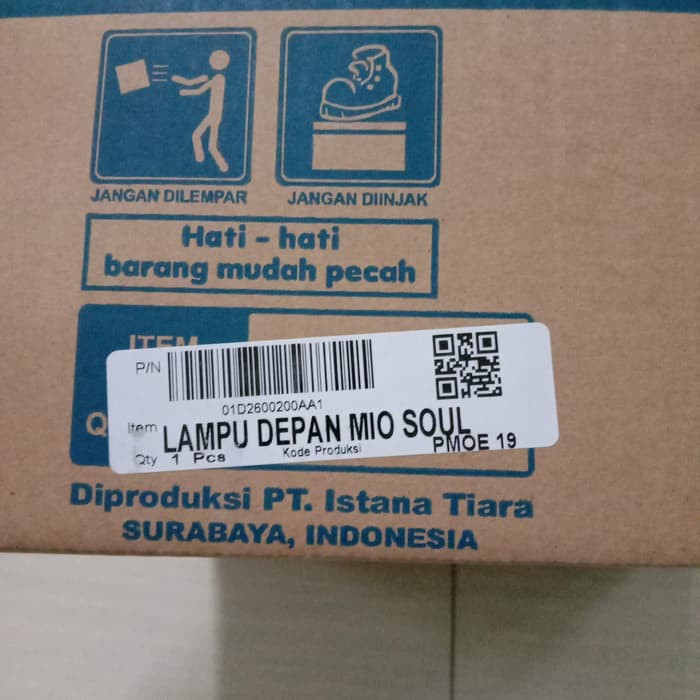 JANGAN DILEMPAR
JANGAN DIINJAK
Hati - hati
barang mudah pecah
ITEM
P/N
01D2600200AA1
Q
Item LAMPU DEPAN MIO SOUL
Qty 1 Pcs Kode Produksi PMOE 19
Diproduksi PT. Istana Tiara
SURABAYA, INDONESIA